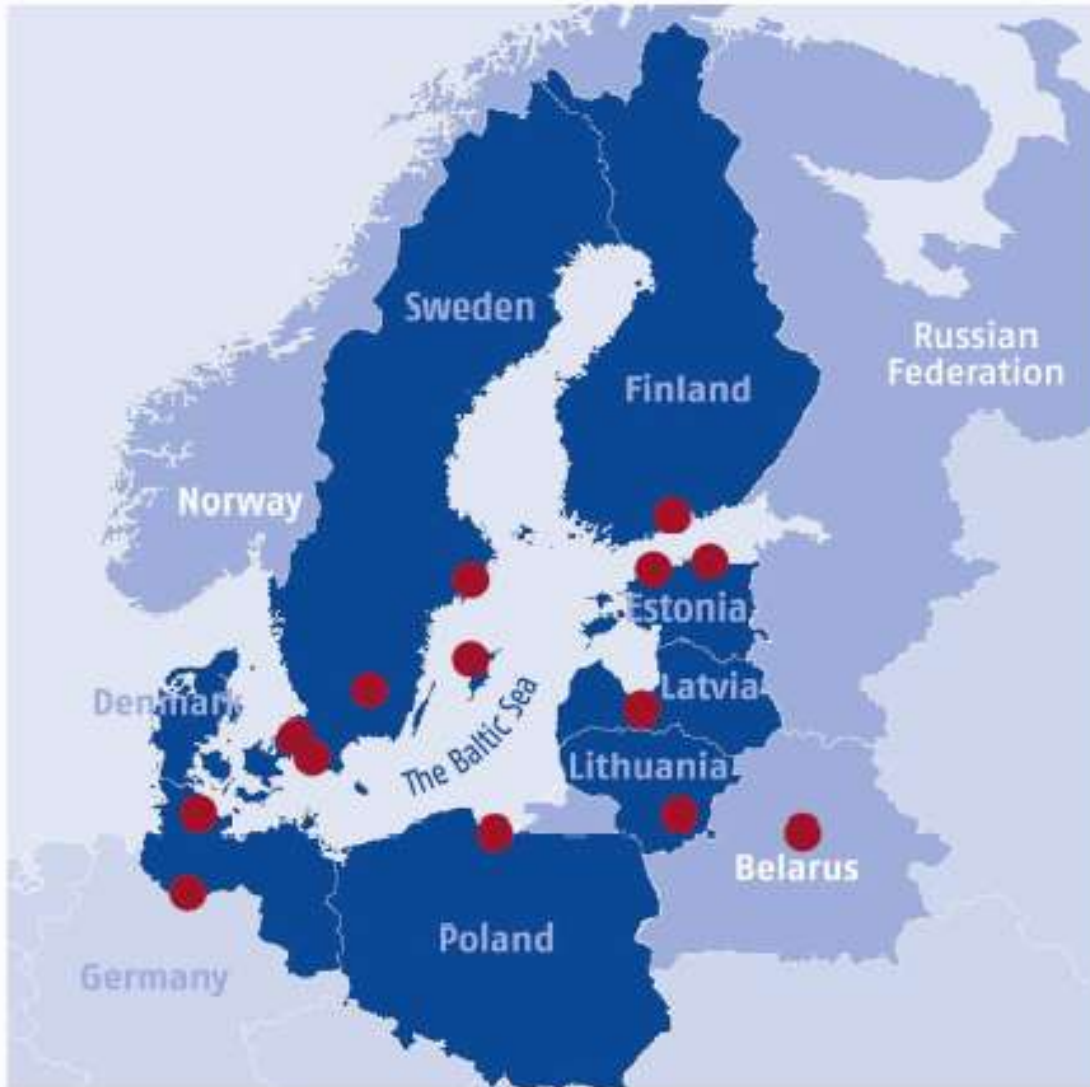 Sweden
Finland
Russian
Federation
Norway
Estonia
Denmark
Latvia
The Baltic Sea
Lithuania
Belarus
Poland
Germany